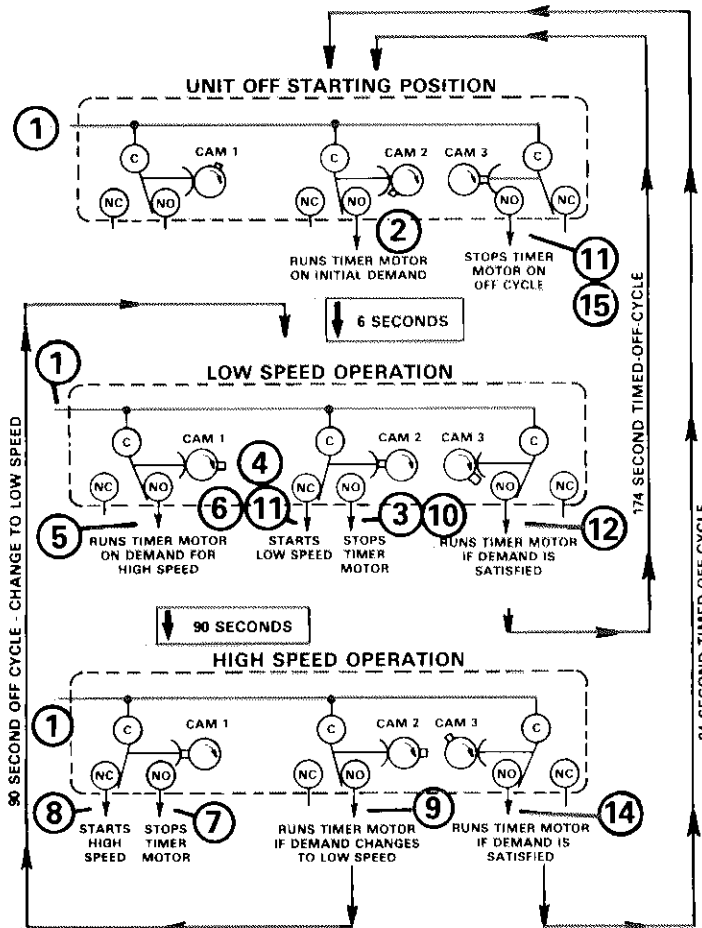 UNIT OFF STARTING POSITION
1
C
CAM 1
C
CAM 2
CAM 3
C
NC
NO
NC
NO
NO
NC
2
RUNS TIMER MOTOR
ON INITIAL DEMAND
STOPS TIMER
MOTOR ON
OFF CYCLE
11
15
6 SECONDS
LOW SPEED OPERATION
1
C
CAM 1
C
CAM 2
CAM 3
C
NC
NO
NC
NO
NO
NC
4
5
6
11
3
10
12
RUNS TIMER MOTOR
ON DEMAND FOR
HIGH SPEED
STARTS
LOW SPEED
STOPS
TIMER
MOTOR
RUNS TIMER MOTOR
IF DEMAND IS
SATISFIED
90 SECONDS
HIGH SPEED OPERATION
1
C
CAM 1
C
CAM 2
CAM 3
C
NC
NO
NC
NO
NO
NC
8
7
9
14
STARTS
HIGH
SPEED
STOPS
TIMER
MOTOR
RUNS TIMER MOTOR
IF DEMAND CHANGES
TO LOW SPEED
RUNS TIMER MOTOR
IF DEMAND IS
SATISFIED
90 SECOND OFF CYCLE - CHANGE TO LOW SPEED
174 SECOND TIMED-OFF-CYCLE
SECOND TIMED OFF CYCLE